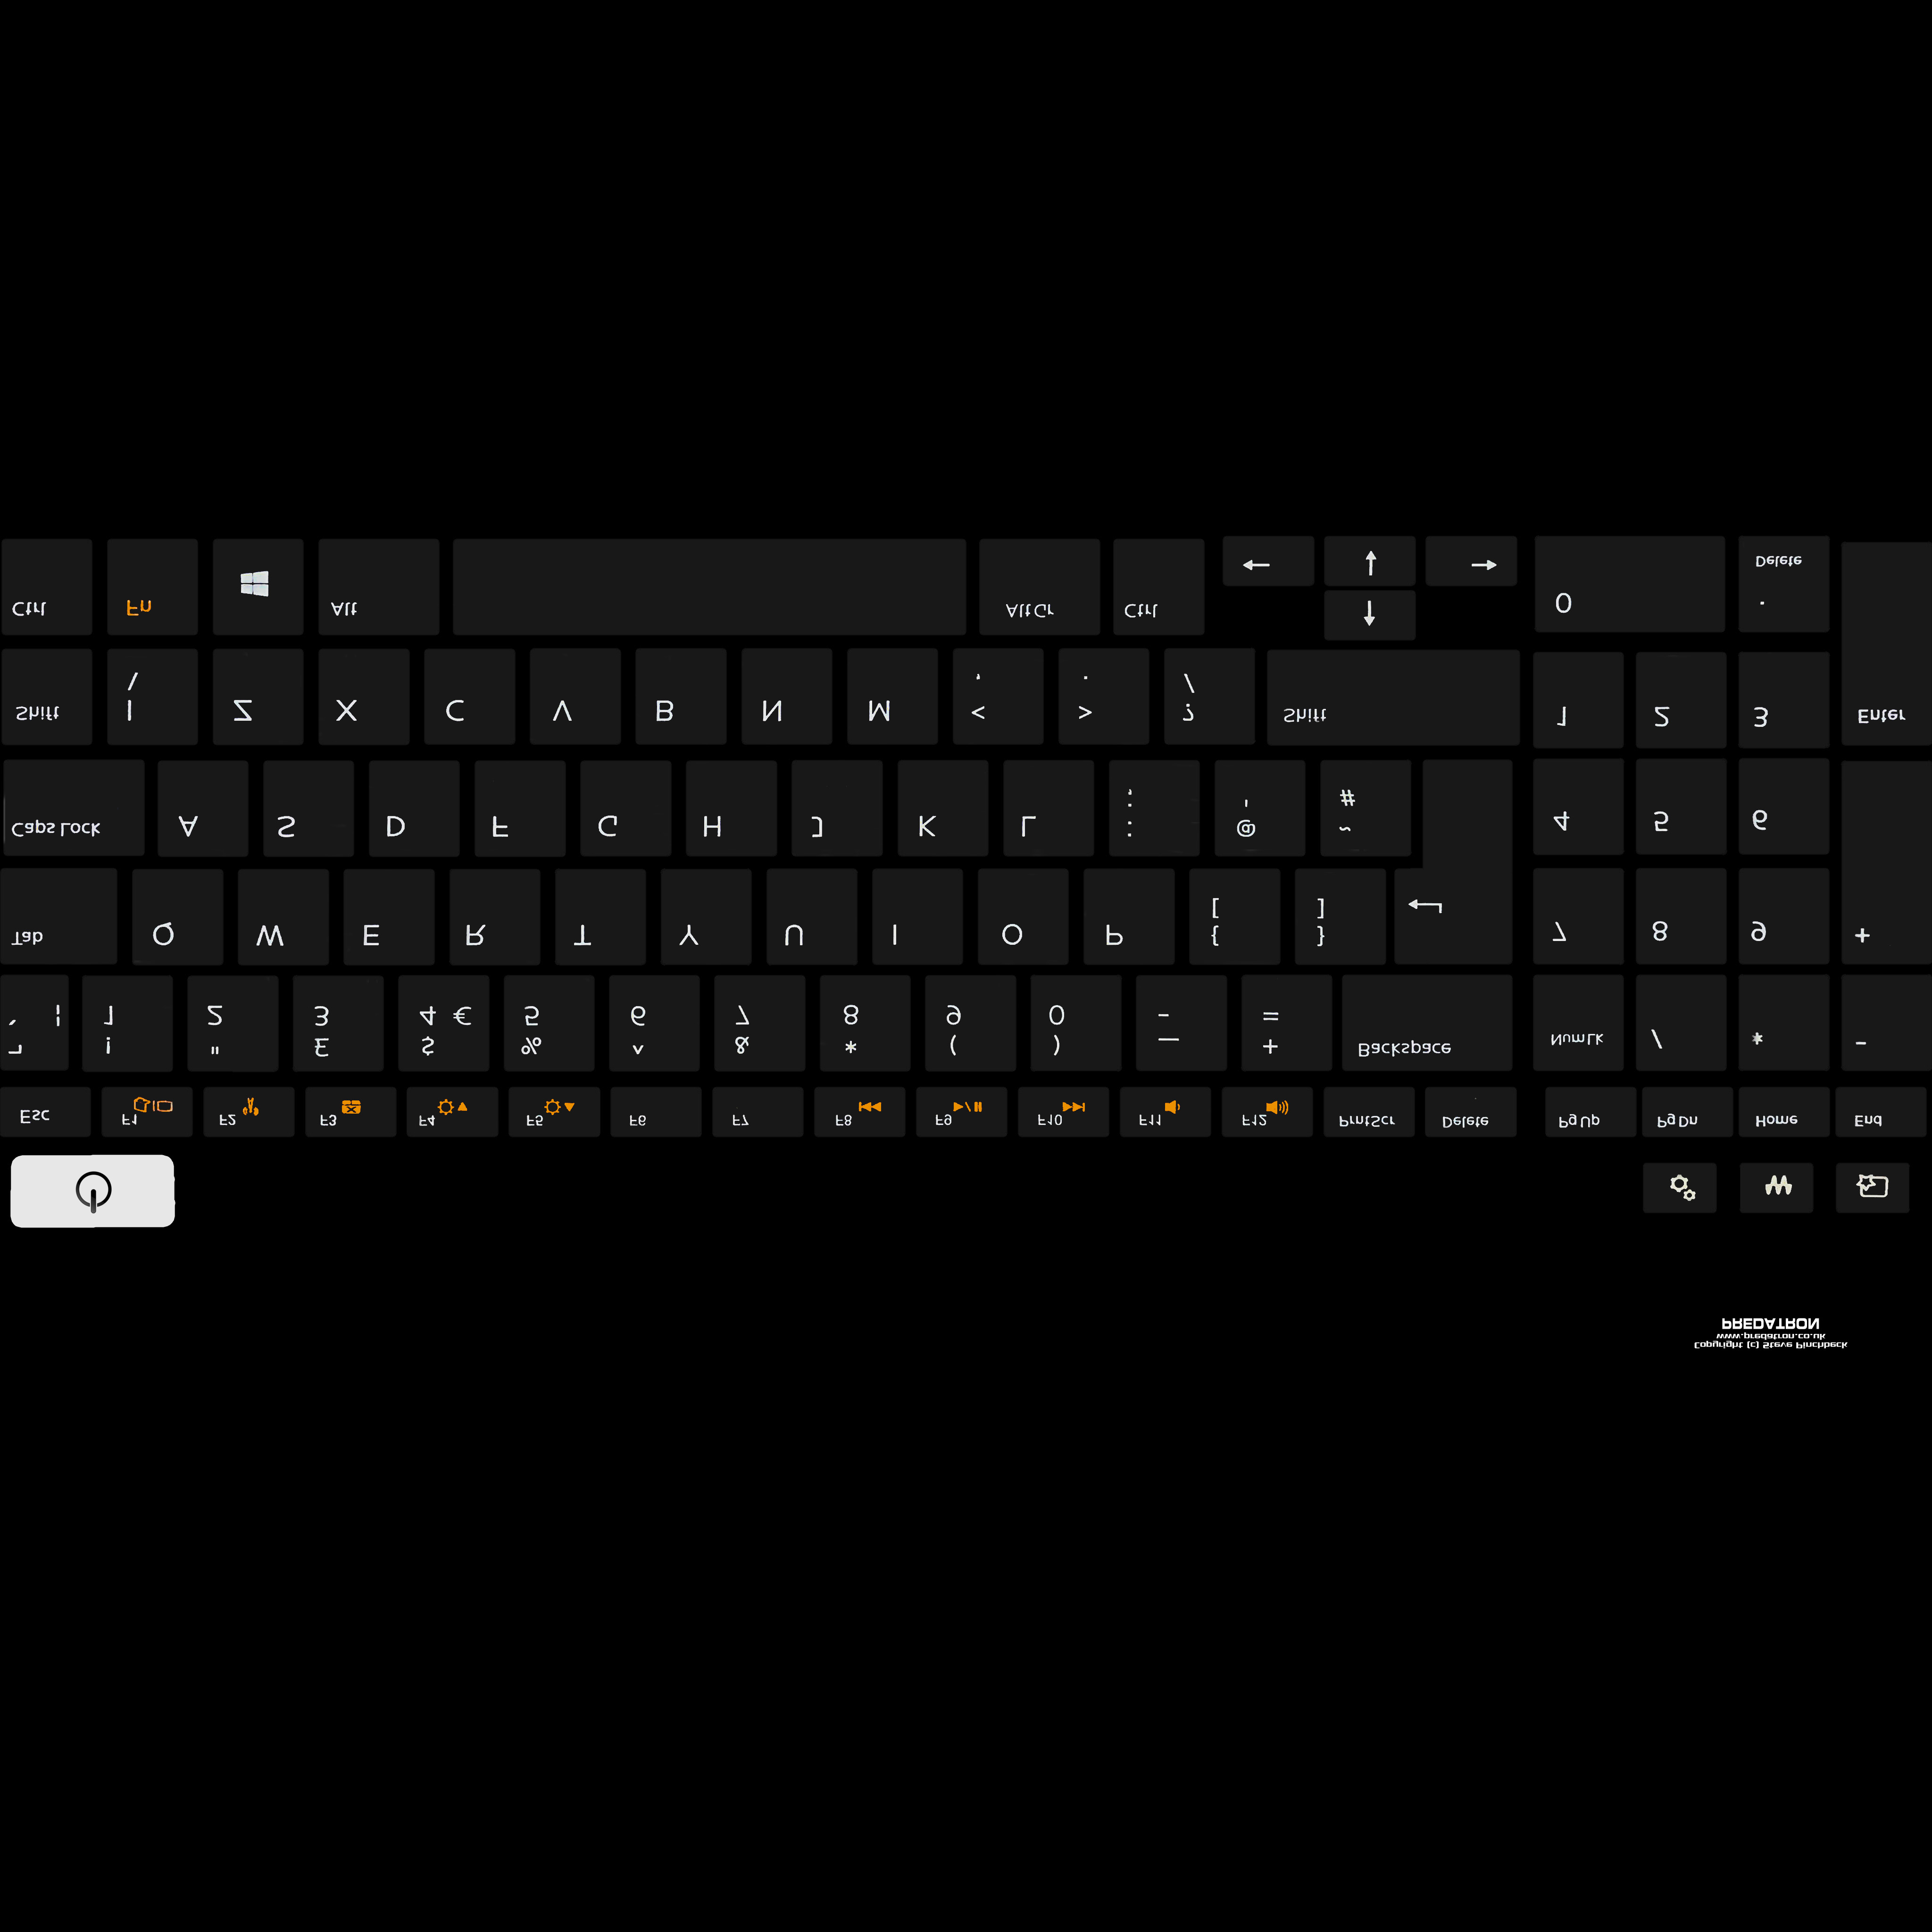 Ctrl Fn Alt AltGr Ctrl ← ↑ → 0 Delete .
↓
Shift \ | Z X C V B N M , < . > / ? Shift 1 2 3 Enter
Caps Lock A S D F G H J K L ; : ' @ # ~ 4 5 6
Tab Q W E R T Y U I O P [ { ] } 7 8 9 +
` ¦ ¬ 1 ! 2 " 3 £ 4 € $ 5 % 6 ^ 7 & 8 * 9 ( 0 ) - _ = + Backspace NumLk / * -
Esc F1 F2 F3 F4 F5 F6 F7 F8 F9 F10 F11 F12 PrntScr Delete Pg Up Pg Dn Home End
PREDATRON
www.predatron.co.uk
Copyright (c) Steve Pinchbeck